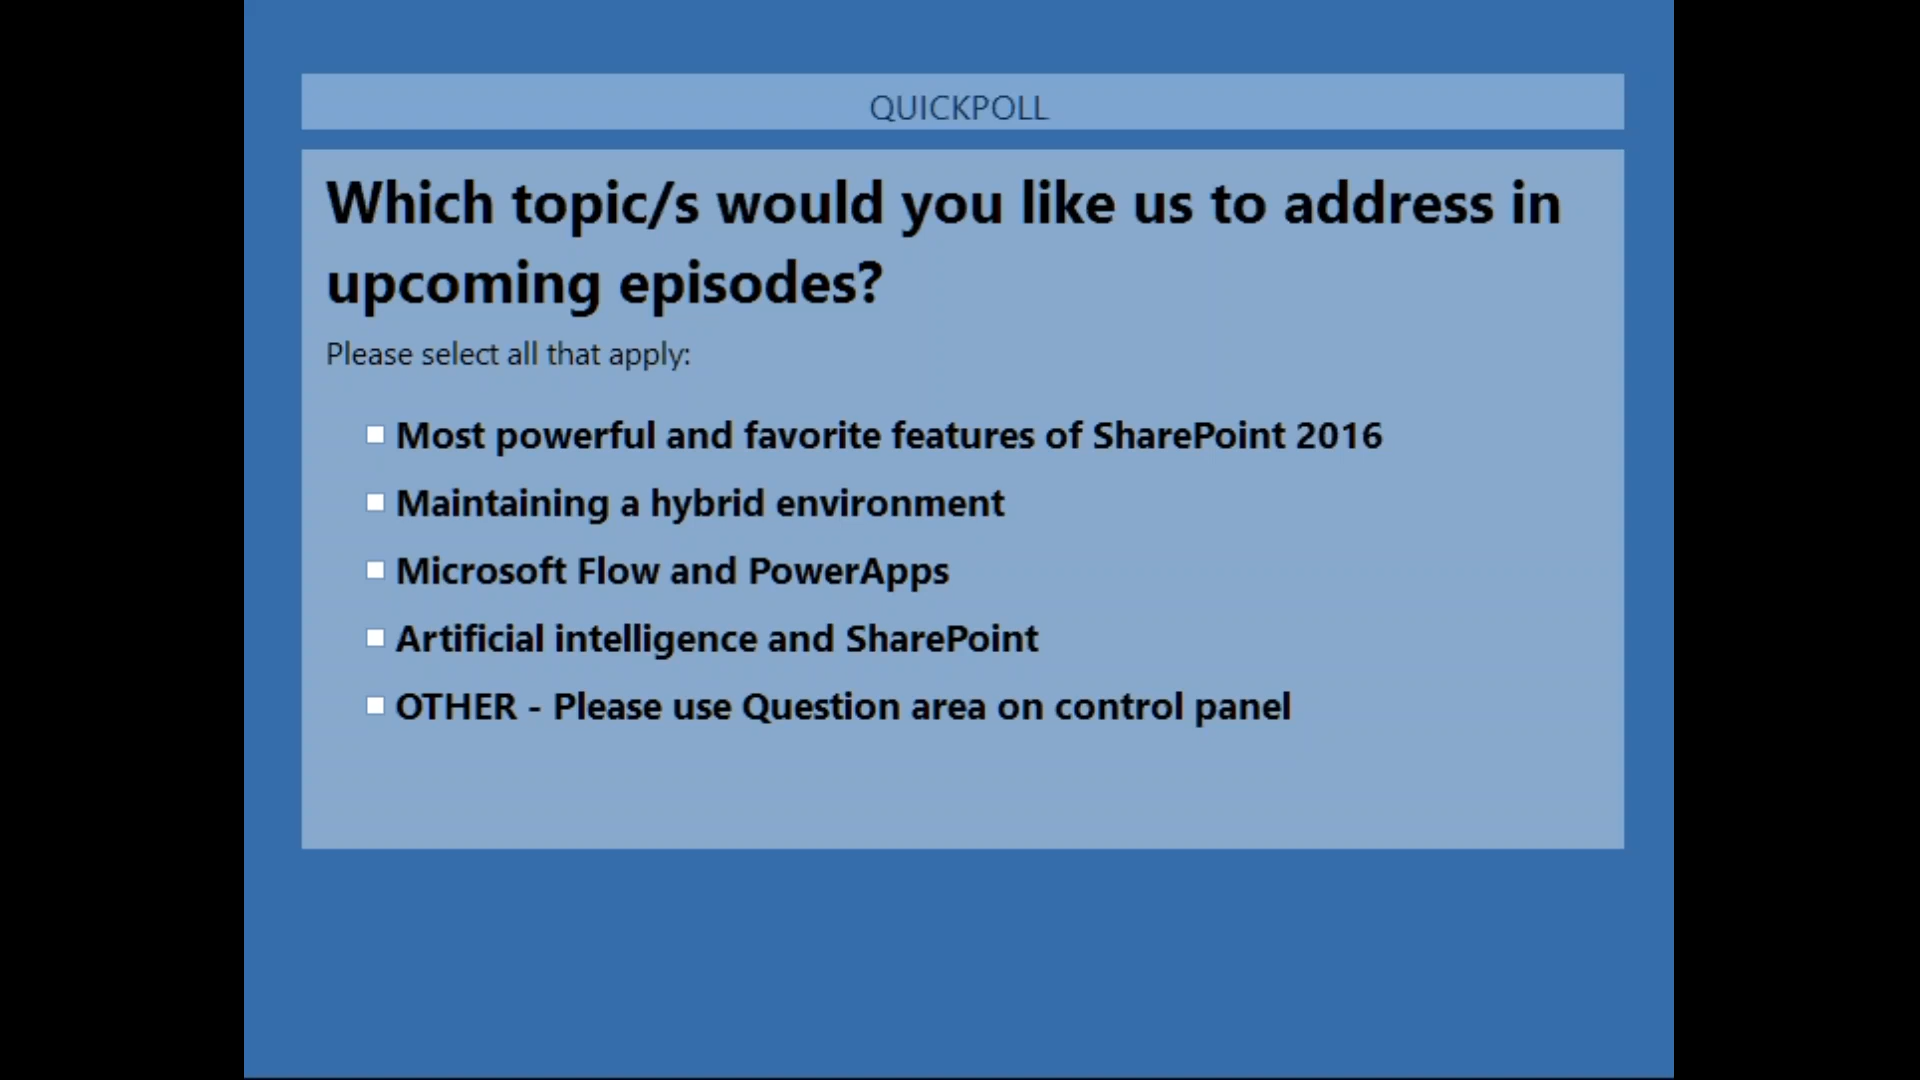 QUICKPOLL
Which topic/s would you like us to address in
upcoming episodes?
Please select all that apply:
Most powerful and favorite features of SharePoint 2016
Maintaining a hybrid environment
Microsoft Flow and PowerApps
Artificial intelligence and SharePoint
OTHER - Please use Question area on control panel